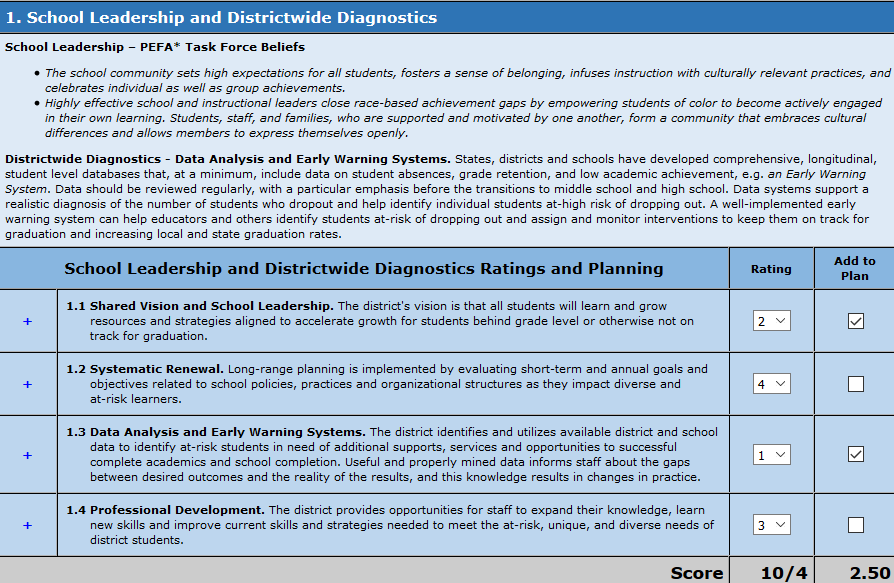 1. School Leadership and Districtwide Diagnostics
School Leadership – PEFA* Task Force Beliefs
• The school community sets high expectations for all students, fosters a sense of belonging, infuses instruction with culturally relevant practices, and
celebrates individual as well as group achievements.
• Highly effective school and instructional leaders close race-based achievement gaps by empowering students of color to become actively engaged
in their own learning. Students, staff, and families, who are supported and motivated by one another, form a community that embraces cultural
differences and allows members to express themselves openly.
Districtwide Diagnostics - Data Analysis and Early Warning Systems. States, districts and schools have developed comprehensive, longitudinal,
student level databases that, at a minimum, include data on student absences, grade retention, and low academic achievement, e.g. an Early Warning
System. Data should be reviewed regularly, with a particular emphasis before the transitions to middle school and high school. Data systems support a
realistic diagnosis of the number of students who dropout and help identify individual students at-high risk of dropping out. A well-implemented early
warning system can help educators and others identify students at-risk of dropping out and assign and monitor interventions to keep them on track for
graduation and increasing local and state graduation rates.
School Leadership and Districtwide Diagnostics Ratings and Planning
Rating
Add to
Plan
+
1.1 Shared Vision and School Leadership. The district's vision is that all students will learn and grow
resources and strategies aligned to accelerate growth for students behind grade level or otherwise not on
track for graduation.
2
+
1.2 Systematic Renewal. Long-range planning is implemented by evaluating short-term and annual goals and
objectives related to school policies, practices and organizational structures as they impact diverse and
at-risk learners.
4
+
1.3 Data Analysis and Early Warning Systems. The district identifies and utilizes available district and school
data to identify at-risk students in need of additional supports, services and opportunities to successful
complete academics and school completion. Useful and properly mined data informs staff about the gaps
between desired outcomes and the reality of the results, and this knowledge results in changes in practice.
1
+
1.4 Professional Development. The district provides opportunities for staff to expand their knowledge, learn
new skills and improve current skills and strategies needed to meet the at-risk, unique, and diverse needs of
district students.
3
Score 10/4 2.50